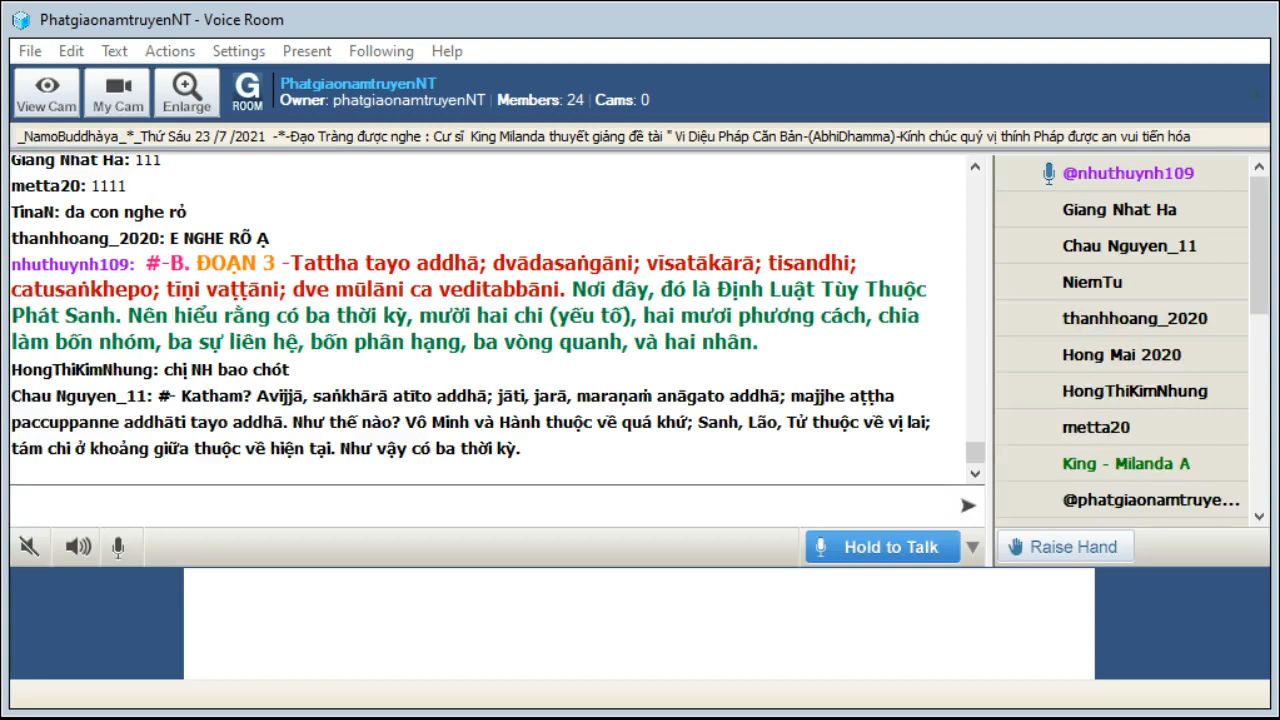 PhatgiaonamtruyenNT - Voice Room
File Edit Text Actions Settings Present Following Help
View Cam My Cam Enlarge G ROOM
PhatgiaonamtruyenNT
Owner: phatgiaonamtruyenNT | Members: 24 | Cams: 0
_NamoBuddhàya_*_Thứ Sáu 23 /7 /2021 -*-Đạo Tràng được nghe : Cư sĩ King Milanda thuyết giảng đề tài " Vi Diệu Pháp Căn Bản-(AbhiDhamma)-Kính chúc quý vị thính Pháp được an vui tiến hóa
Giang Nhat Ha: 111
metta20: 1111
TinaN: da con nghe rỏ
thanhhoang_2020: E NGHE RÕ Ạ
nhuthuynh109: #-B. ĐOẠN 3 -Tattha tayo addhā; dvādasaṅgāni; vīsatākārā; tisandhi;
catusaṅkhepo; tīṇi vaṭṭāni; dve mūlāni ca veditabbāni. Nơi đây, đó là Định Luật Tùy Thuộc
Phát Sanh. Nên hiểu rằng có ba thời kỳ, mười hai chi (yếu tố), hai mươi phương cách, chia
làm bốn nhóm, ba sự liên hệ, bốn phân hạng, ba vòng quanh, và hai nhân.
HongThiKimNhung: chị NH bao chót
Chau Nguyen_11: #- Katham? Avijjā, saṅkhārā atīto addhā; jāti, jarā, maraṇaṁ anāgato addhā; majjhe aṭṭha
paccuppanne addhāti tayo addhā. Như thế nào? Vô Minh và Hành thuộc về quá khứ; Sanh, Lão, Tử thuộc về vị lai;
tám chi ở khoảng giữa thuộc về hiện tại. Như vậy có ba thời kỳ.
@nhuthuynh109
Giang Nhat Ha
Chau Nguyen_11
NiemTu
thanhhoang_2020
Hong Mai 2020
HongThiKimNhung
metta20
King - Milanda A
@phatgiaonamtruye...
Hold to Talk
Raise Hand